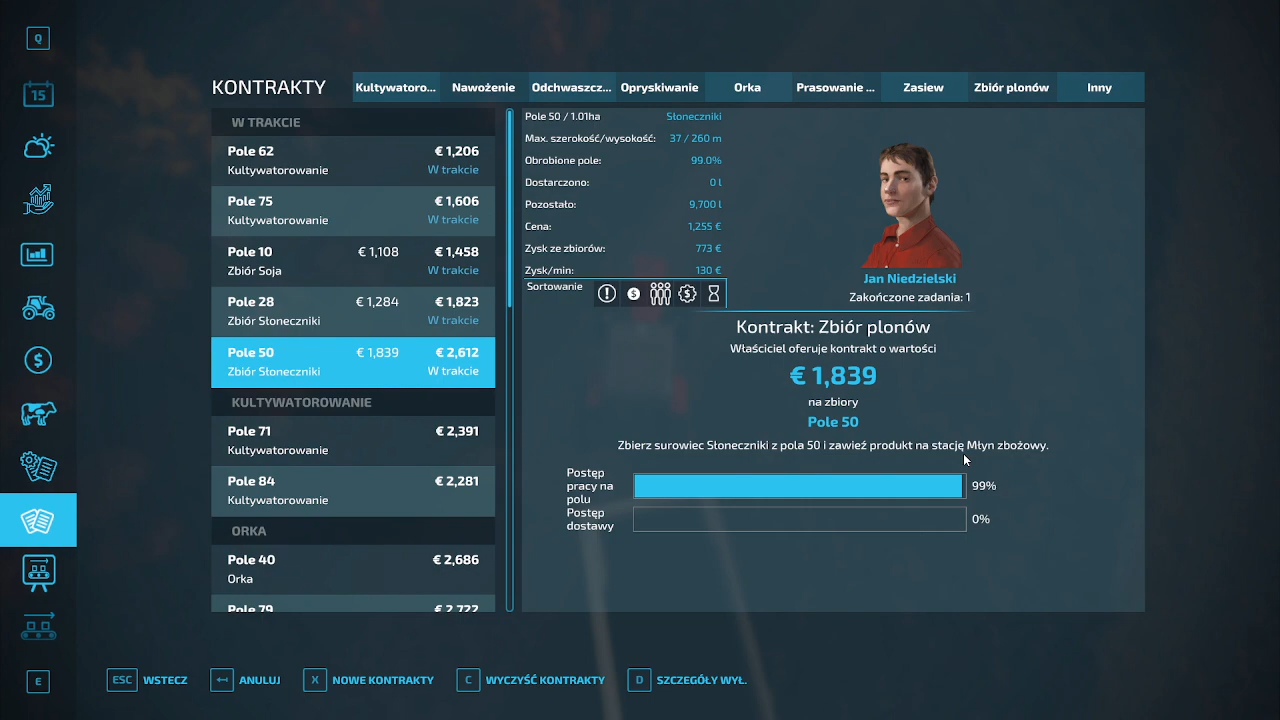 Q
15
KONTRAKTY
Kultywatoro...
Nawożenie
Odchwaszcz...
Opryskiwanie
Orka
Prasowanie ...
Zasiew
Zbiór plonów
Inny
W TRAKCIE
Pole 62 € 1,206
Kultywatorowanie W trakcie
Pole 75 € 1,606
Kultywatorowanie W trakcie
Pole 10 € 1,108 € 1,458
Zbiór Soja W trakcie
Pole 28 € 1,284 € 1,823
Zbiór Słoneczniki W trakcie
Pole 50 € 1,839 € 2,612
Zbiór Słoneczniki W trakcie
KULTYWATOROWANIE
Pole 71 € 2,391
Kultywatorowanie
Pole 84 € 2,281
Kultywatorowanie
ORKA
Pole 40 € 2,686
Orka
Pole 79 € 2,722
Pole 50 / 1.01ha Słoneczniki
Max. szerokość/wysokość: 37 / 260 m
Obrobione pole: 99.0%
Dostarczono: 0 l
Pozostało: 9,700 l
Cena: 1,255 €
Zysk ze zbiorów: 773 €
Zysk/min: 130 €
Sortowanie
Jan Niedzielski
Zakończone zadania: 1
Kontrakt: Zbiór plonów
Właściciel oferuje kontrakt o wartości
€ 1,839
na zbiory
Pole 50
Zbierz surowiec Słoneczniki z pola 50 i zawieź produkt na stację Młyn zbożowy.
Postęp
pracy na
polu
99%
Postęp
dostawy
0%
E
ESC WSTECZ
ANULUJ
X NOWE KONTRAKTY
C WYCZYŚĆ KONTRAKTY
D SZCZEGÓŁY WYŁ.